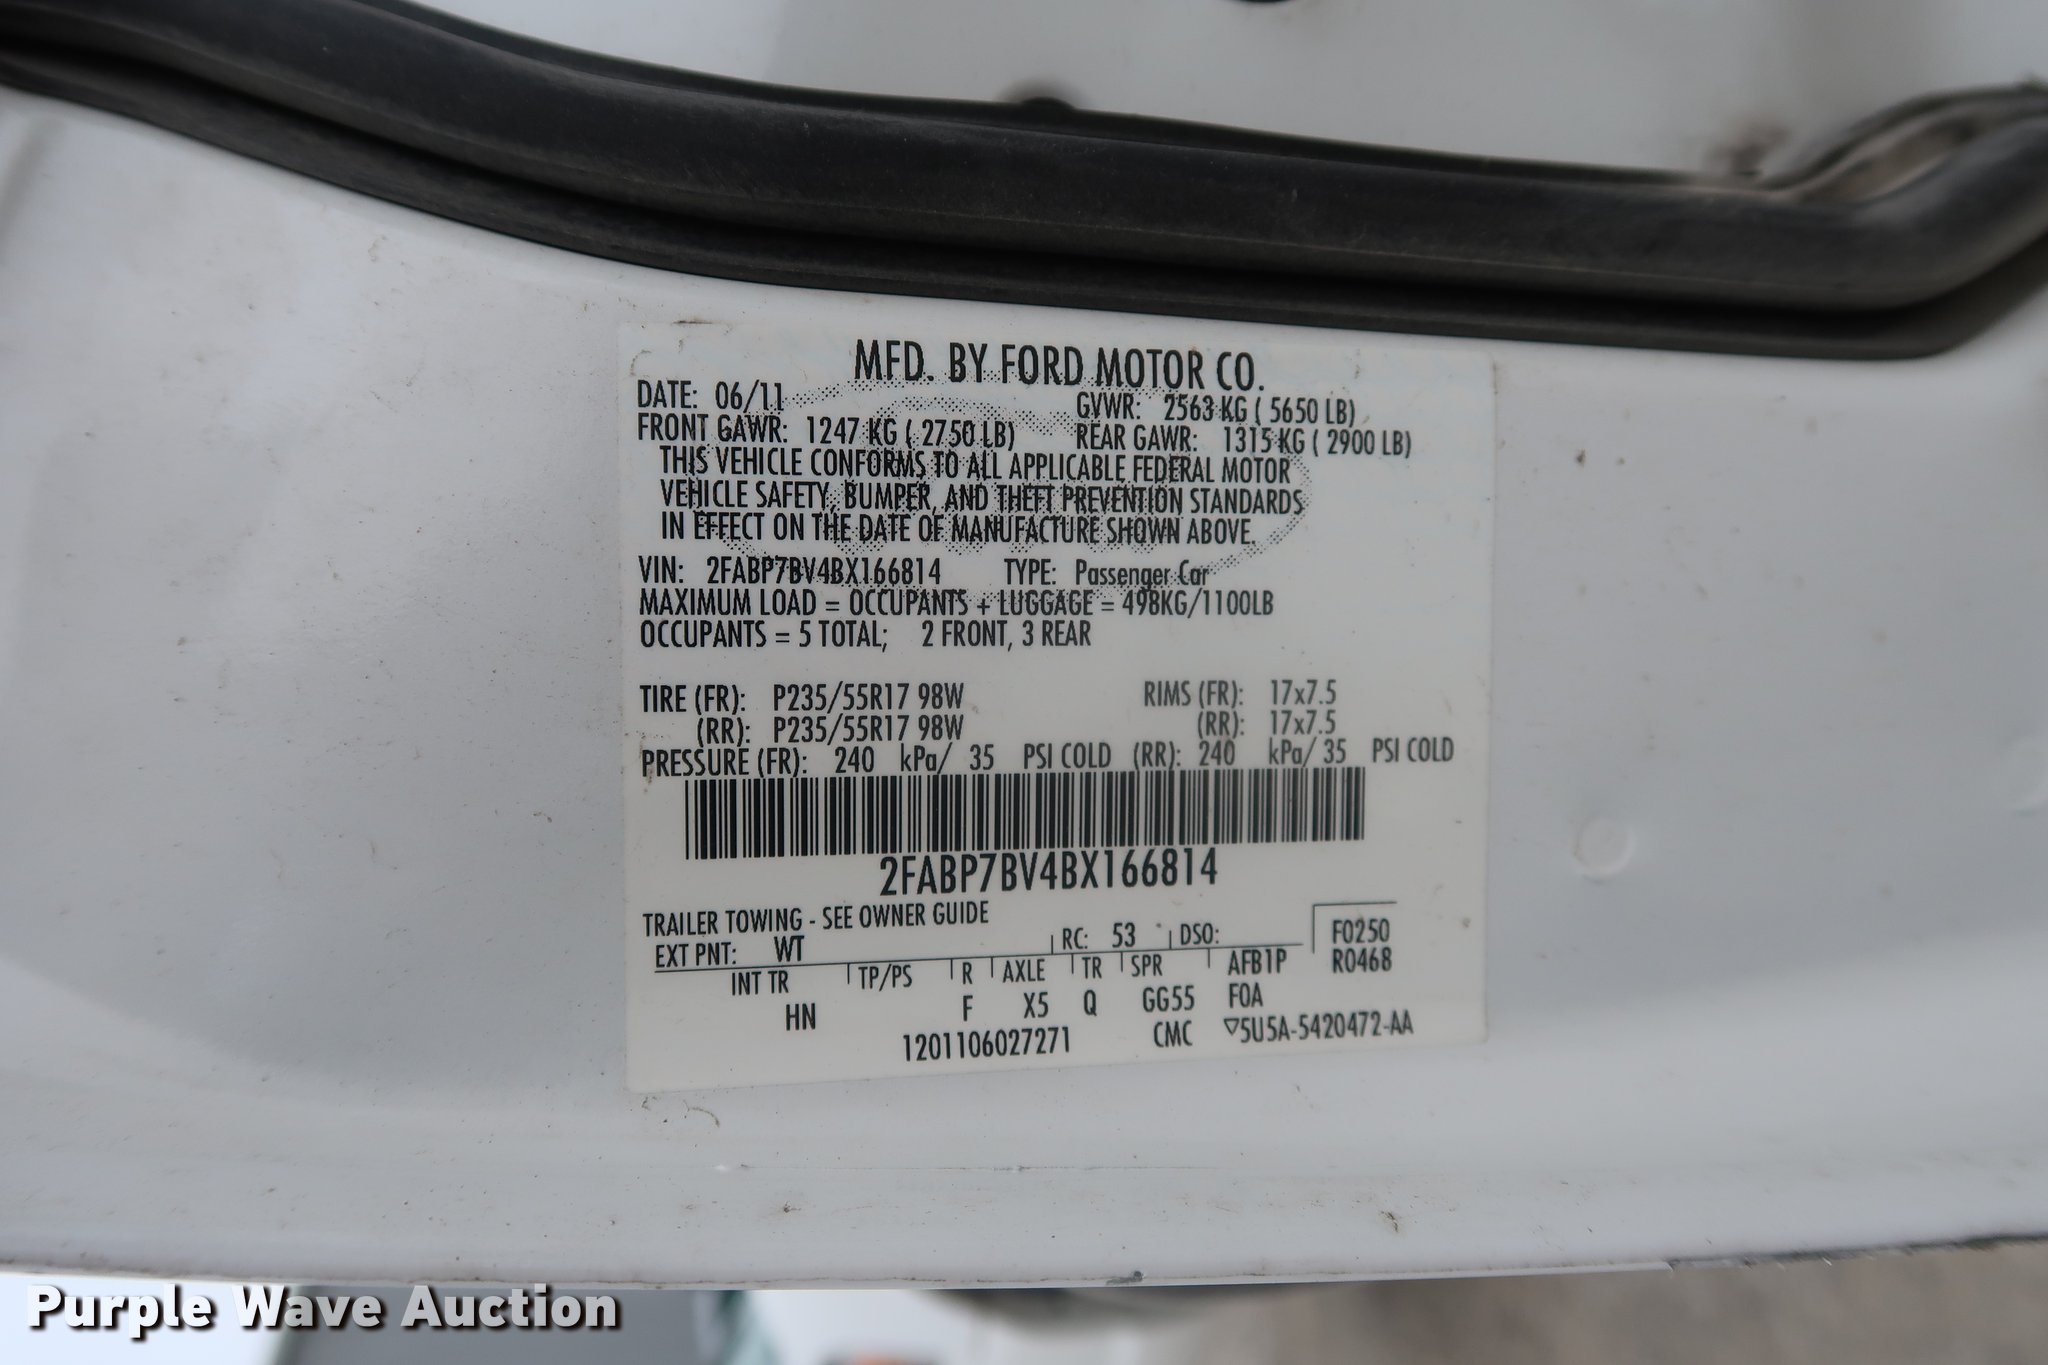 MFD. BY FORD MOTOR CO.
DATE: 06/11 GVWR: 2563 KG ( 5650 LB)
FRONT GAWR: 1247 KG ( 2750 LB) REAR GAWR: 1315 KG ( 2900 LB)
THIS VEHICLE CONFORMS TO ALL APPLICABLE FEDERAL MOTOR
VEHICLE SAFETY, BUMPER, AND THEFT PREVENTION STANDARDS
IN EFFECT ON THE DATE OF MANUFACTURE SHOWN ABOVE.
VIN: 2FABP7BV4BX166814 TYPE: Passenger Car
MAXIMUM LOAD = OCCUPANTS + LUGGAGE = 498KG/1100LB
OCCUPANTS = 5 TOTAL; 2 FRONT, 3 REAR
TIRE (FR): P235/55R17 98W RIMS (FR): 17x7.5
(RR): P235/55R17 98W (RR): 17x7.5
PRESSURE (FR): 240 kPa/ 35 PSI COLD (RR): 240 kPa/ 35 PSI COLD
2FABP7BV4BX166814
TRAILER TOWING - SEE OWNER GUIDE
EXT PNT: WT RC: 53 DSO: F0250
INT TR TP/PS R AXLE TR SPR AFB1P R0468
HN F X5 Q GG55 FOA
1201106027271 CMC ▽5U5A-5420472-AA
Purple Wave Auction